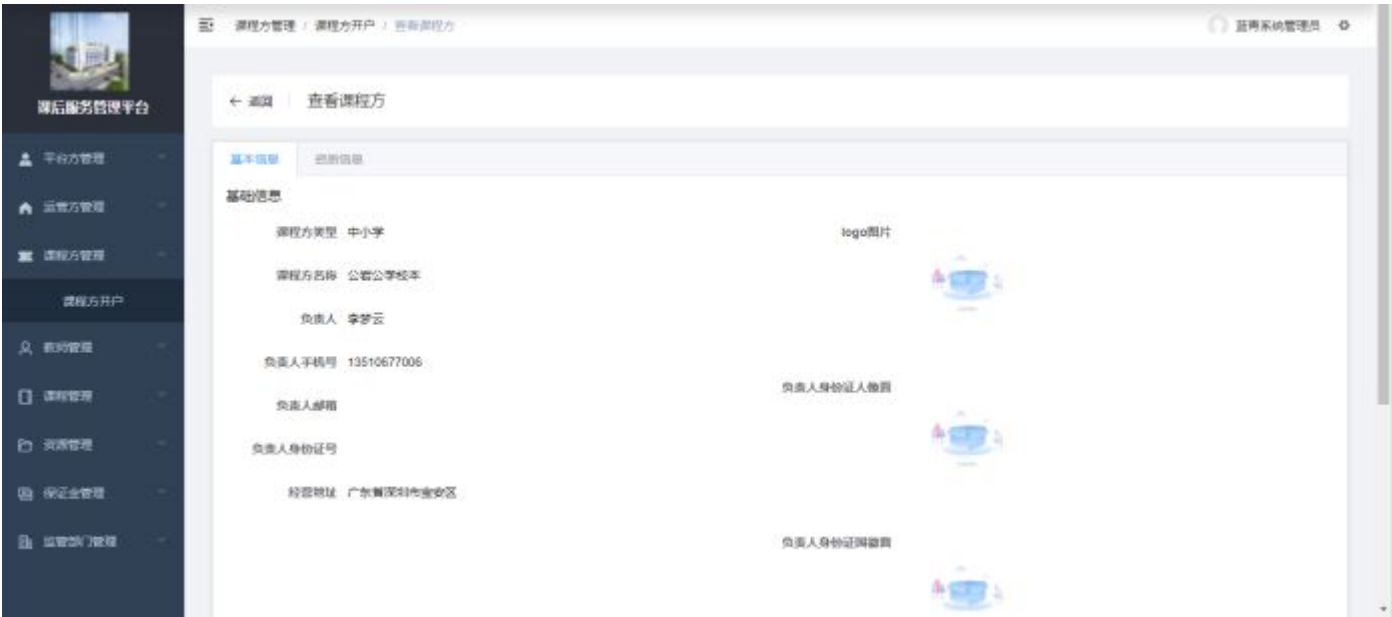 课后服务管理平台
平台方管理
运营方管理
课程方管理
课程方开户
教师管理
课程管理
资源管理
保证金管理
监管部门管理
课程方管理 / 课程方开户 / 查看课程方
系统管理员
← 返回 查看课程方
基本信息 资质信息
基础信息
课程方类型 中小学
logo图片
课程方名称
负责人 李梦云
负责人手机号 13510677006
负责人身份证人像面
负责人邮箱
负责人身份证号
经营地址 广东省深圳市宝安区
负责人身份证国徽面